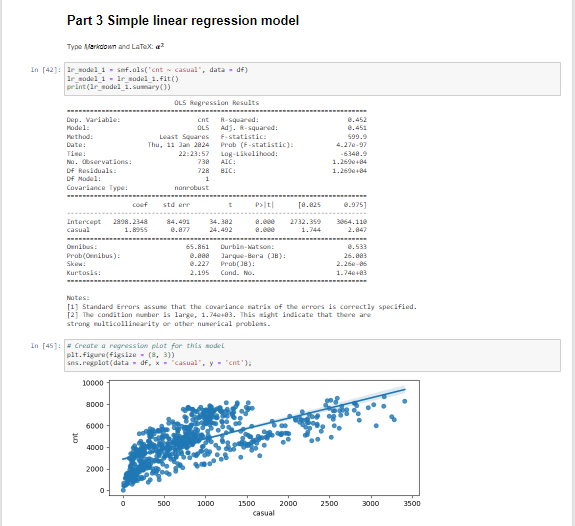 Part 3 Simple linear regression model
Type Markdown and LaTeX: α²
In [42]: lr_model_1 = smf.ols('cnt ~ casual', data = df)
lr_model_1 = lr_model_1.fit()
print(lr_model_1.summary())
OLS Regression Results
Dep. Variable: cnt R-squared: 0.452
Model: OLS Adj. R-squared: 0.451
Method: Least Squares F-statistic: 599.9
Date: Thu, 11 Jan 2024 Prob (F-statistic): 4.27e-97
Time: 22:23:57 Log-Likelihood: -6340.9
No. Observations: 730 AIC: 1.269e+04
Df Residuals: 728 BIC: 1.269e+04
Df Model: 1
Covariance Type: nonrobust
coef std err t P>|t| [0.025 0.975]
Intercept 2898.2348 84.491 34.302 0.000 2732.359 3064.110
casual 1.8955 0.077 24.492 0.000 1.744 2.047
Omnibus: 65.861 Durbin-Watson: 0.533
Prob(Omnibus): 0.000 Jarque-Bera (JB): 26.003
Skew: 0.227 Prob(JB): 2.26e-06
Kurtosis: 2.195 Cond. No. 1.74e+03
Notes:
[1] Standard Errors assume that the covariance matrix of the errors is correctly specified.
[2] The condition number is large, 1.74e+03. This might indicate that there are
strong multicollinearity or other numerical problems.
In [45]: # Create a regression plot for this model
plt.figure(figsize = (8, 3))
sns.regplot(data = df, x = 'casual', y = 'cnt');
10000
8000
6000
4000
2000
0
cnt
0 500 1000 1500 2000 2500 3000 3500
casual